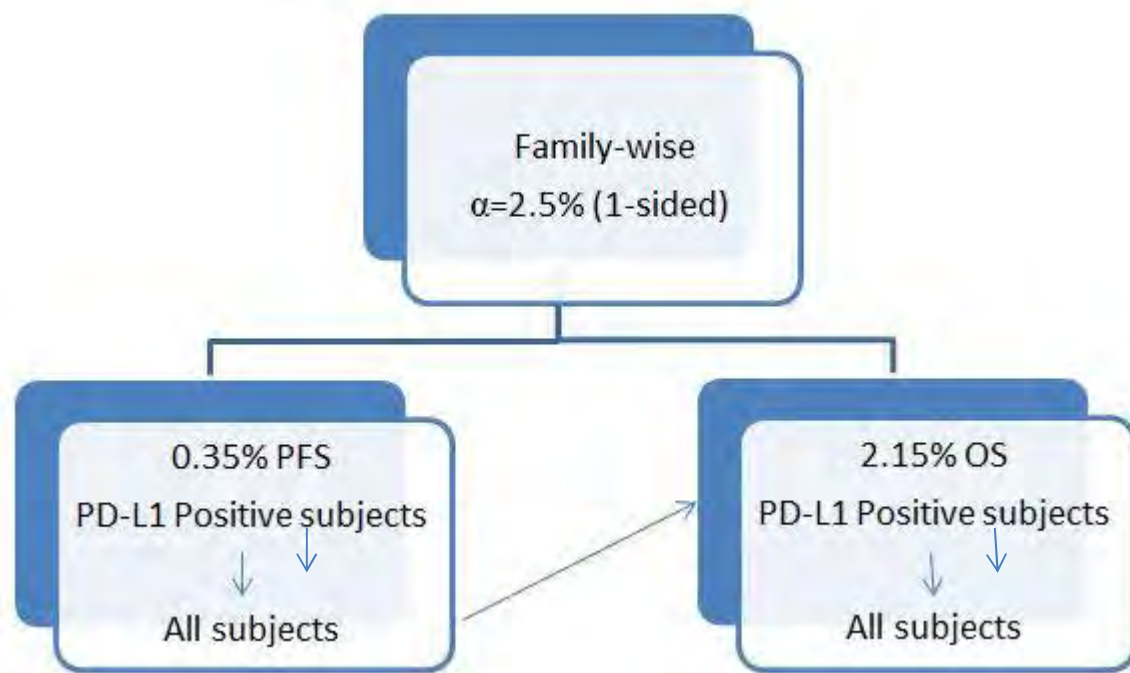 Family-wise
α=2.5% (1-sided)
0.35% PFS
PD-L1 Positive subjects
All subjects
2.15% OS
PD-L1 Positive subjects
All subjects